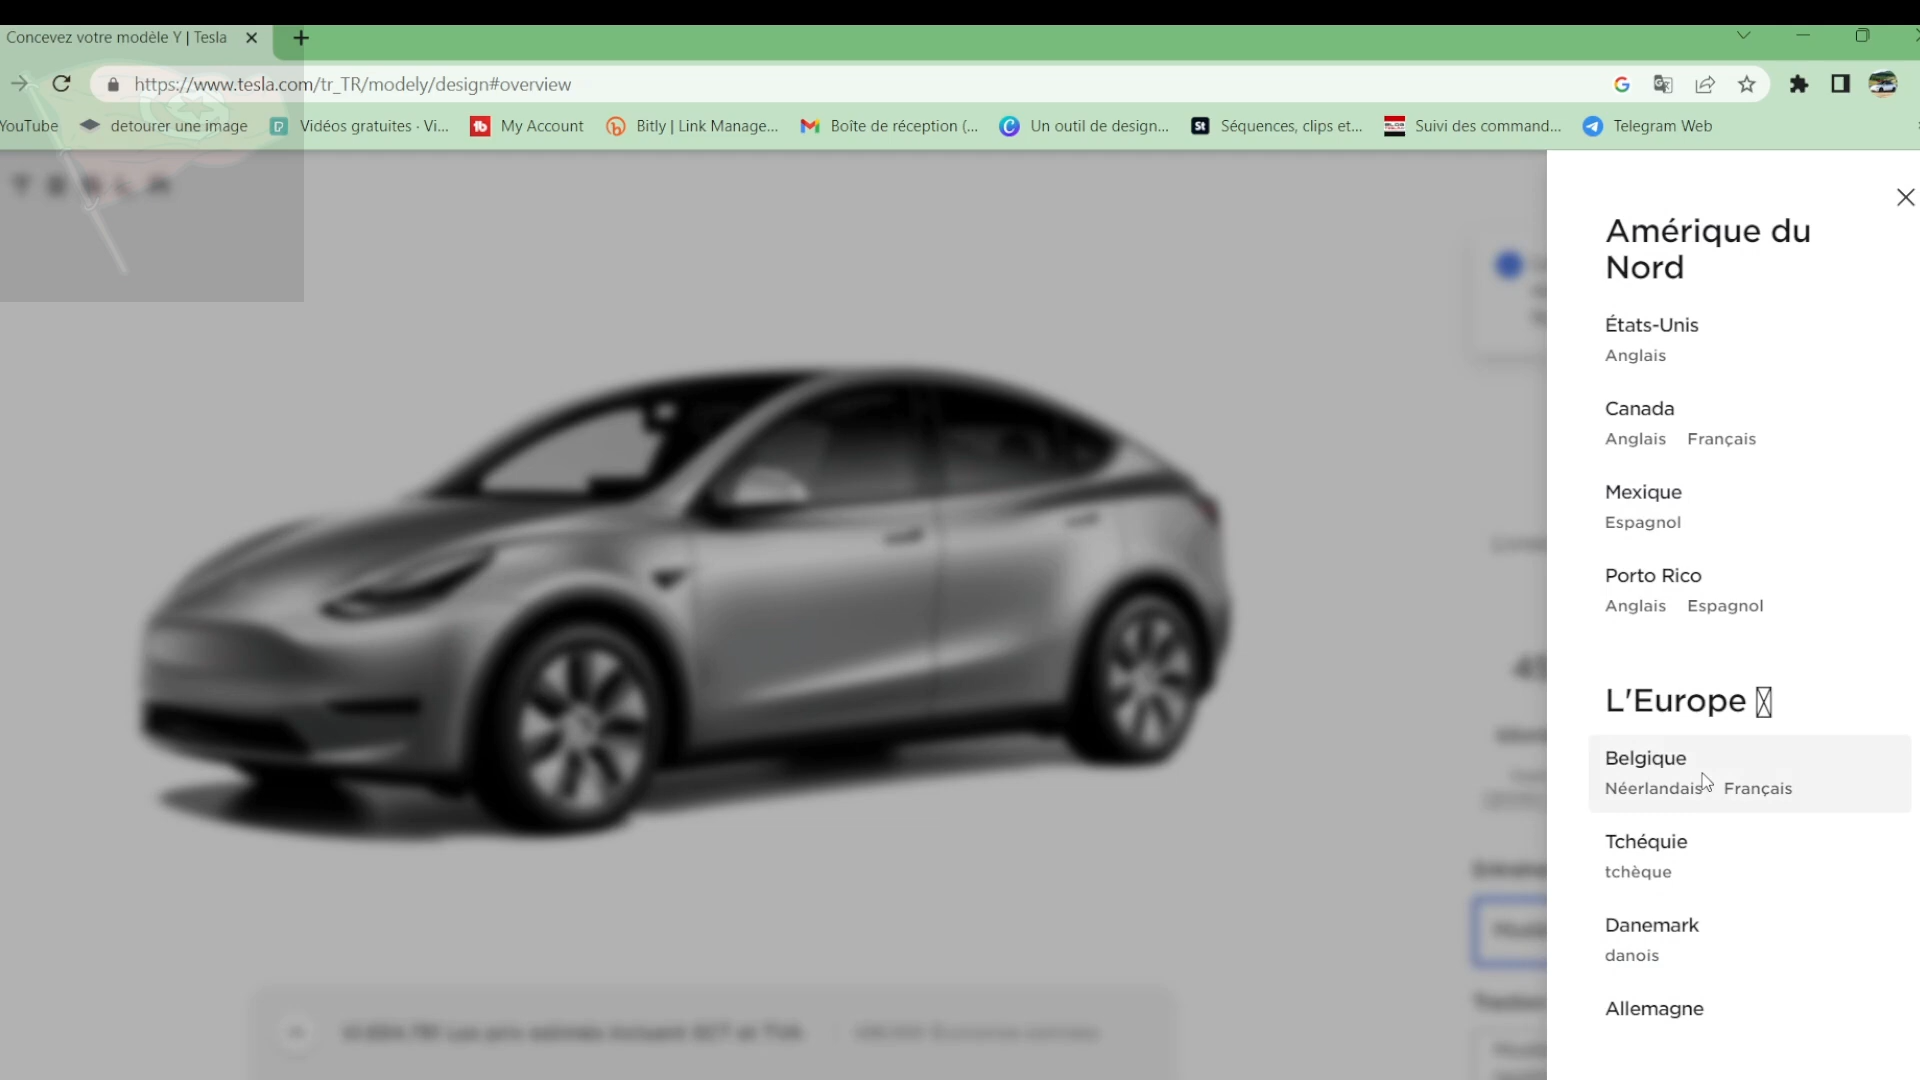 Concevez votre modèle Y | Tesla
https://www.tesla.com/tr_TR/modely/design#overview
YouTube detourer une image Vidéos gratuites · Vi... My Account Bitly | Link Manage... Boîte de réception (... Un outil de design... Séquences, clips et... Suivi des command... Telegram Web
TESLA
Amérique du
Nord
États-Unis
Anglais
Canada
Anglais Français
Mexique
Espagnol
Porto Rico
Anglais Espagnol
L'Europe
Belgique
Néerlandais Français
Tchéquie
tchèque
Danemark
danois
Allemagne